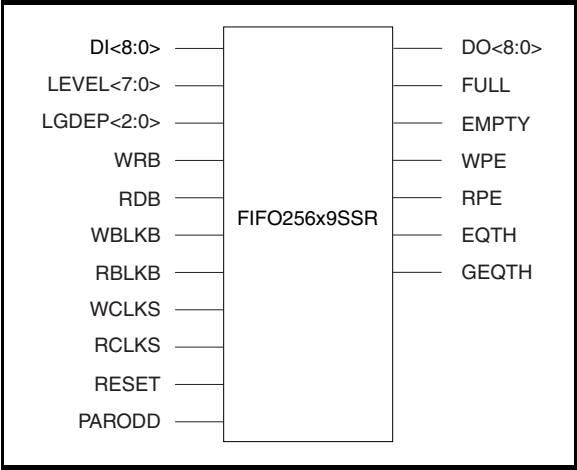 DI<8:0> DO<8:0>
LEVEL<7:0> FULL
LGDEP<2:0> EMPTY
WRB WPE
RDB RPE
FIFO256x9SSR
WBLKB EQTH
RBLKB GEQTH
WCLKS
RCLKS
RESET
PARODD